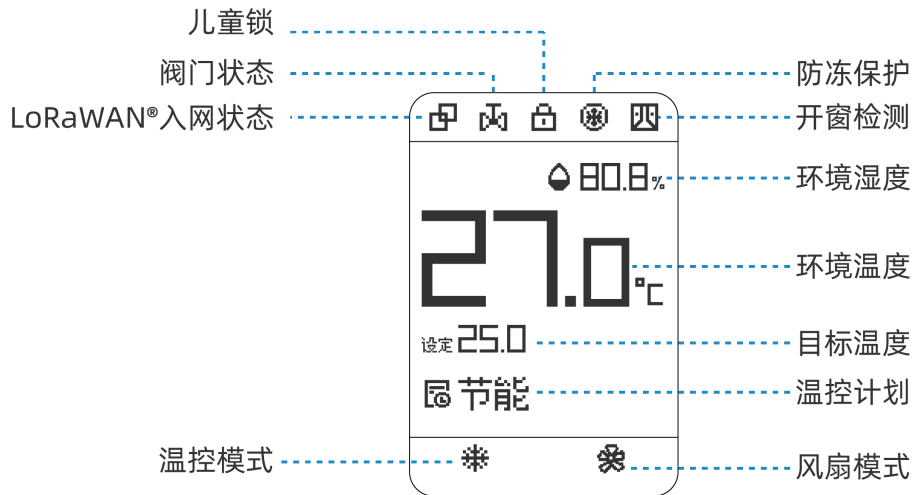 儿童锁
阀门状态
防冻保护
LoRaWAN®入网状态
开窗检测
80.8%
环境湿度
27.0℃
环境温度
设定25.0
目标温度
节能
温控计划
温控模式
风扇模式